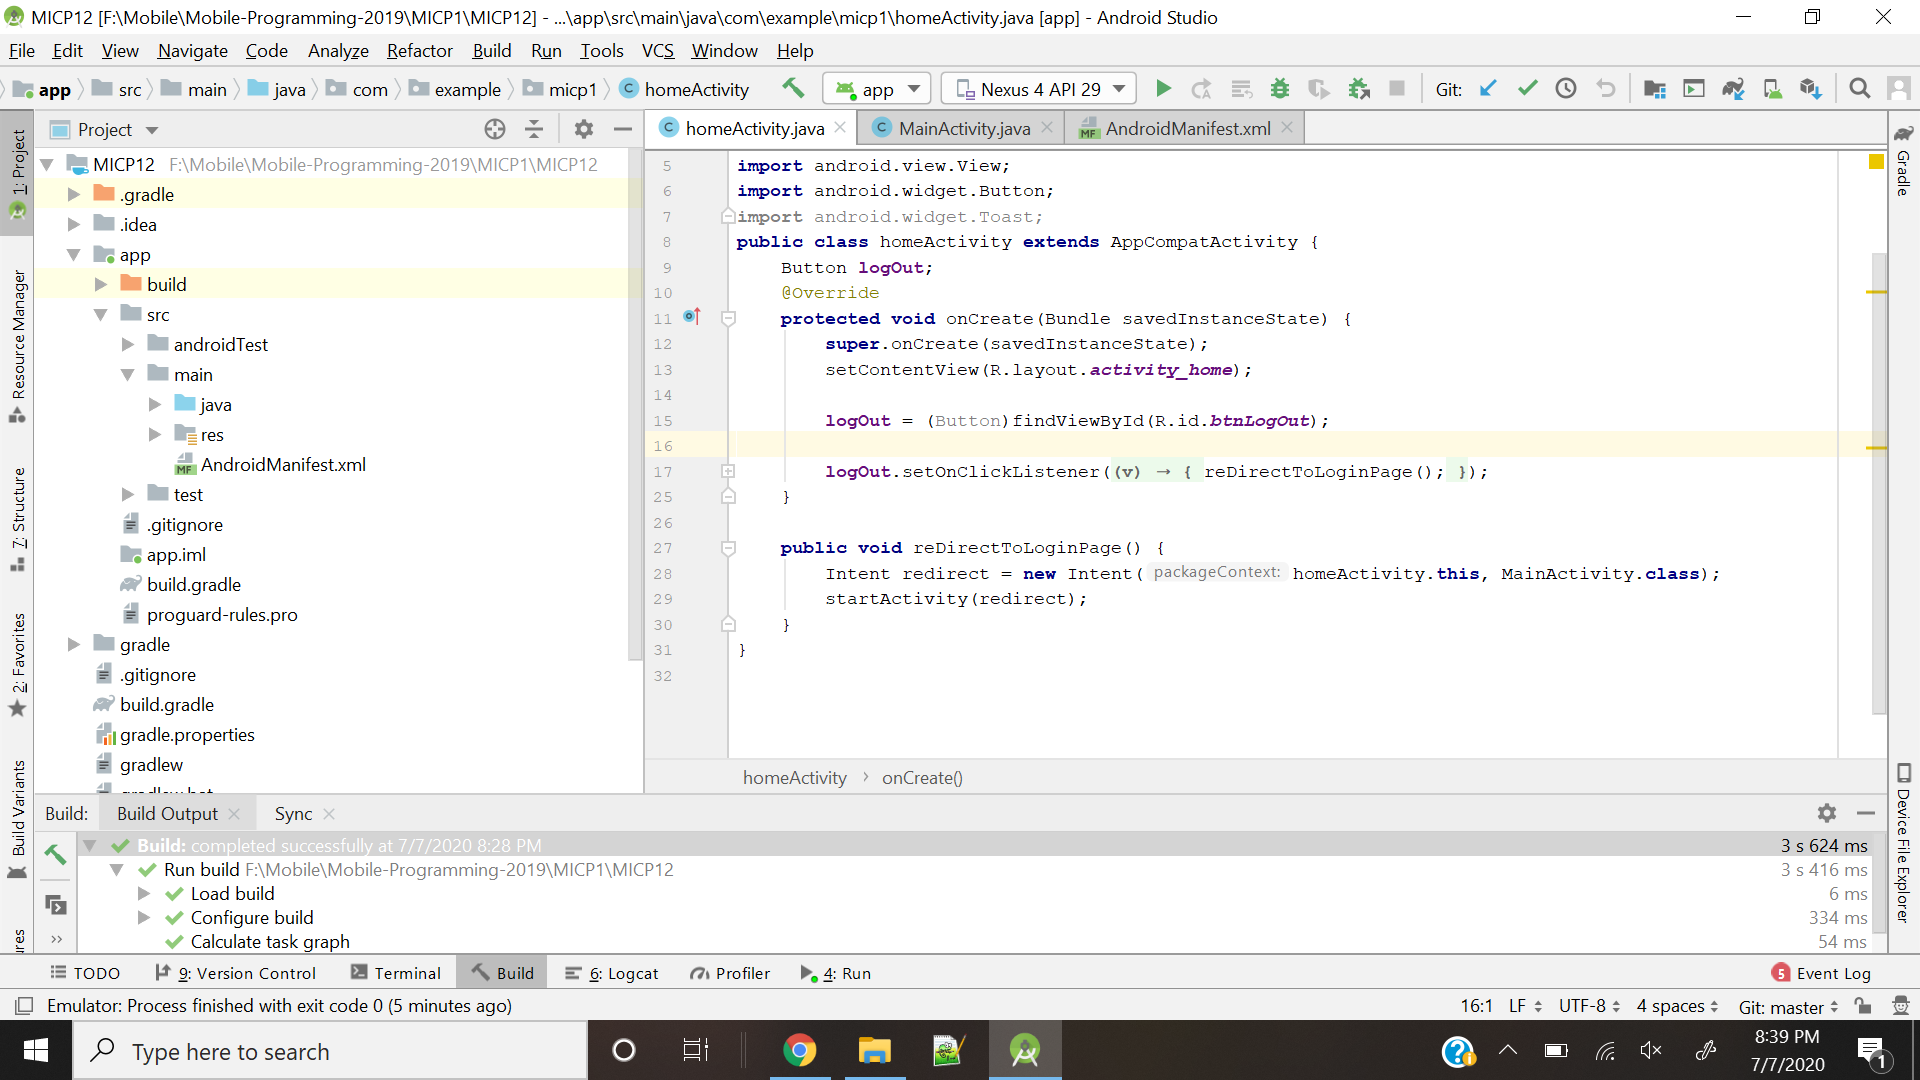 MICP12 [F:\Mobile\Mobile-Programming-2019\MICP1\MICP12] - ...\app\src\main\java\com\example\micp1\homeActivity.java [app] - Android Studio
File Edit View Navigate Code Analyze Refactor Build Run Tools VCS Window Help
app src main java com example micp1 homeActivity app Nexus 4 API 29 Git:
Project
homeActivity.java MainActivity.java AndroidManifest.xml
1: Project
Resource Manager
7: Structure
2: Favorites
Build Variants
MICP12 F:\Mobile\Mobile-Programming-2019\MICP1\MICP12
.gradle
.idea
app
build
src
androidTest
main
java
res
AndroidManifest.xml
test
.gitignore
app.iml
build.gradle
proguard-rules.pro
gradle
.gitignore
build.gradle
gradle.properties
gradlew
5 import android.view.View;
6 import android.widget.Button;
7 import android.widget.Toast;
8 public class homeActivity extends AppCompatActivity {
9 Button logOut;
10 @Override
11 protected void onCreate(Bundle savedInstanceState) {
12 super.onCreate(savedInstanceState);
13 setContentView(R.layout.activity_home);
14
15 logOut = (Button)findViewById(R.id.btnLogOut);
16
17 logOut.setOnClickListener((v) → { reDirectToLoginPage(); });
25 }
26
27 public void reDirectToLoginPage() {
28 Intent redirect = new Intent( packageContext: homeActivity.this, MainActivity.class);
29 startActivity(redirect);
30 }
31 }
32
homeActivity › onCreate()
Gradle
Device File Explorer
Build: Build Output Sync
Build: completed successfully at 7/7/2020 8:28 PM 3 s 624 ms
Run build F:\Mobile\Mobile-Programming-2019\MICP1\MICP12 3 s 416 ms
Load build 6 ms
Configure build 334 ms
Calculate task graph 54 ms
TODO 9: Version Control Terminal Build 6: Logcat Profiler 4: Run 5 Event Log
Emulator: Process finished with exit code 0 (5 minutes ago) 16:1 LF UTF-8 4 spaces Git: master
Type here to search
8:39 PM
7/7/2020
1